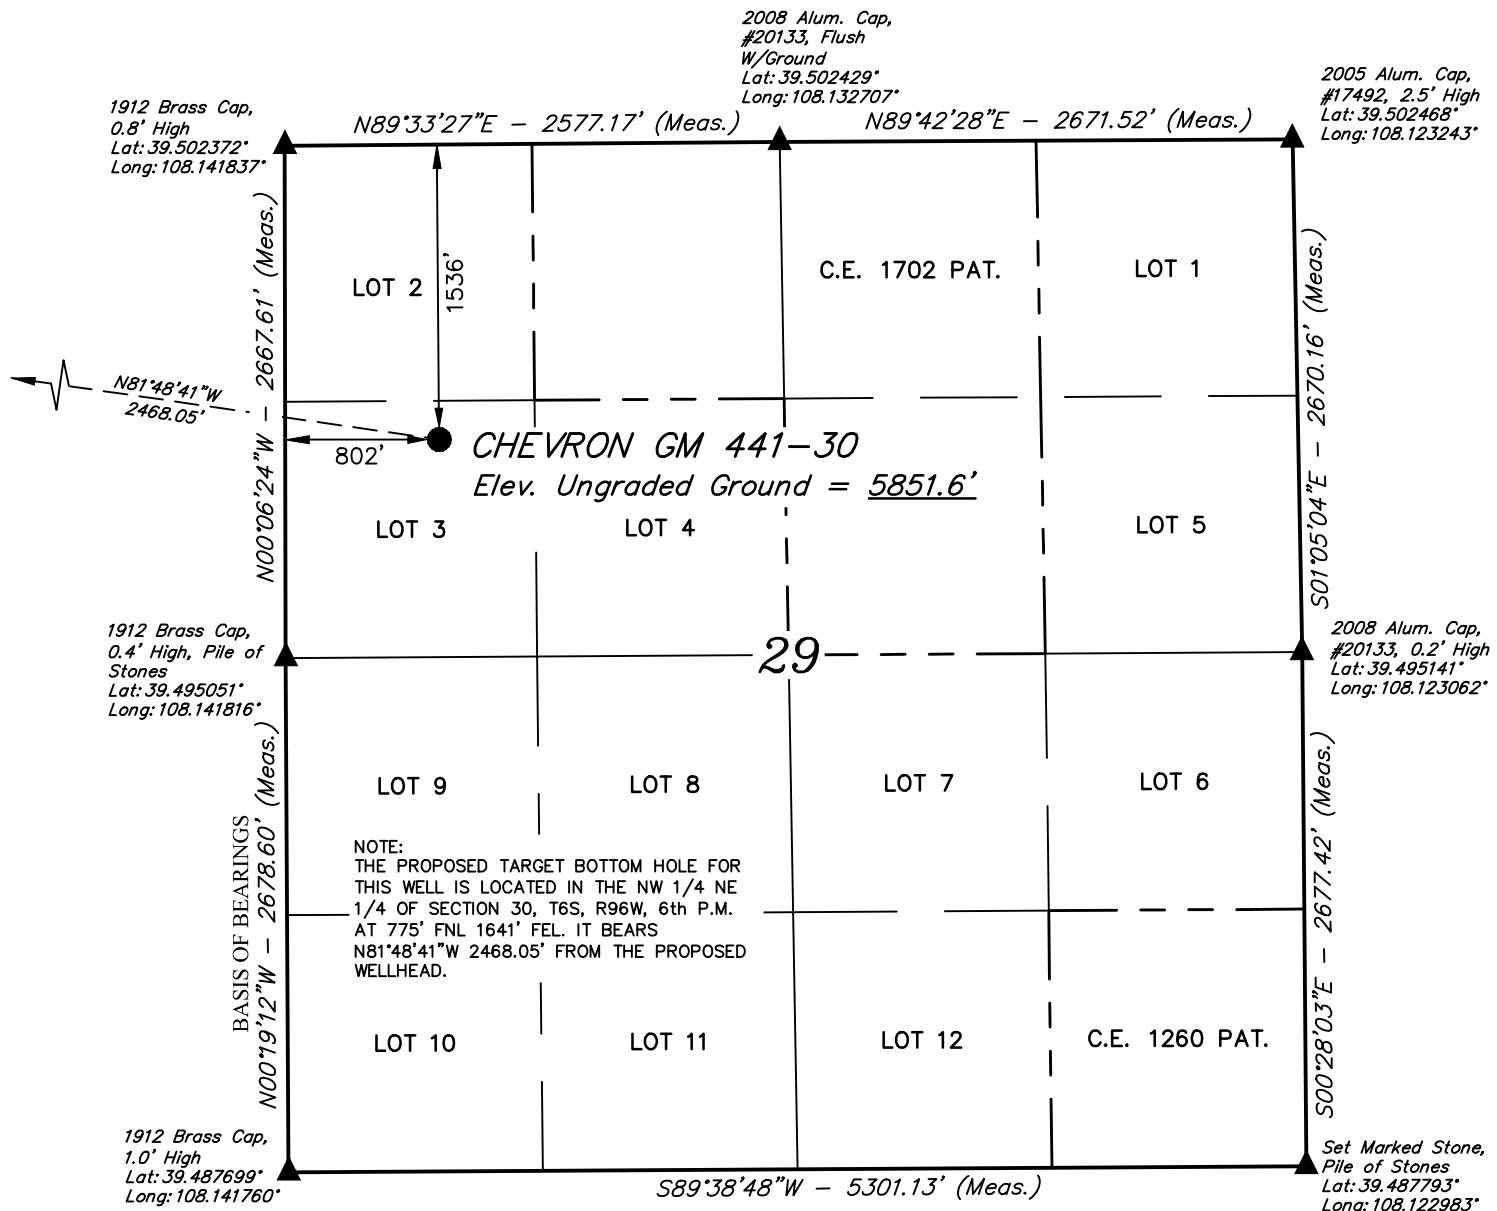 2008 Alum. Cap,
#20133, Flush
W/Ground
Lat: 39.502429°
Long: 108.132707°
2005 Alum. Cap,
#17492, 2.5' High
Lat: 39.502468°
Long: 108.123243°
1912 Brass Cap,
0.8' High
Lat: 39.502372°
Long: 108.141837°
N89°33'27"E - 2577.17' (Meas.)
N89°42'28"E - 2671.52' (Meas.)
N00°06'24"W - 2667.61' (Meas.)
LOT 2
1536'
C.E. 1702 PAT.
LOT 1
S01°05'04"E - 2670.16' (Meas.)
N81°48'41"W
2468.05'
802'
CHEVRON GM 441-30
Elev. Ungraded Ground = 5851.6'
LOT 3
LOT 4
LOT 5
1912 Brass Cap,
0.4' High, Pile of
Stones
Lat: 39.495051°
Long: 108.141816°
29
2008 Alum. Cap,
#20133, 0.2' High
Lat: 39.495141°
Long: 108.123062°
BASIS OF BEARINGS
N00°19'12"W - 2678.60' (Meas.)
LOT 9
LOT 8
LOT 7
LOT 6
S00°28'03"E - 2677.42' (Meas.)
NOTE:
THE PROPOSED TARGET BOTTOM HOLE FOR
THIS WELL IS LOCATED IN THE NW 1/4 NE
1/4 OF SECTION 30, T6S, R96W, 6th P.M.
AT 775' FNL 1641' FEL. IT BEARS
N81°48'41"W 2468.05' FROM THE PROPOSED
WELLHEAD.
LOT 10
LOT 11
LOT 12
C.E. 1260 PAT.
1912 Brass Cap,
1.0' High
Lat: 39.487699°
Long: 108.141760°
S89°38'48"W - 5301.13' (Meas.)
Set Marked Stone,
Pile of Stones
Lat: 39.487793°
Long: 108.122983°